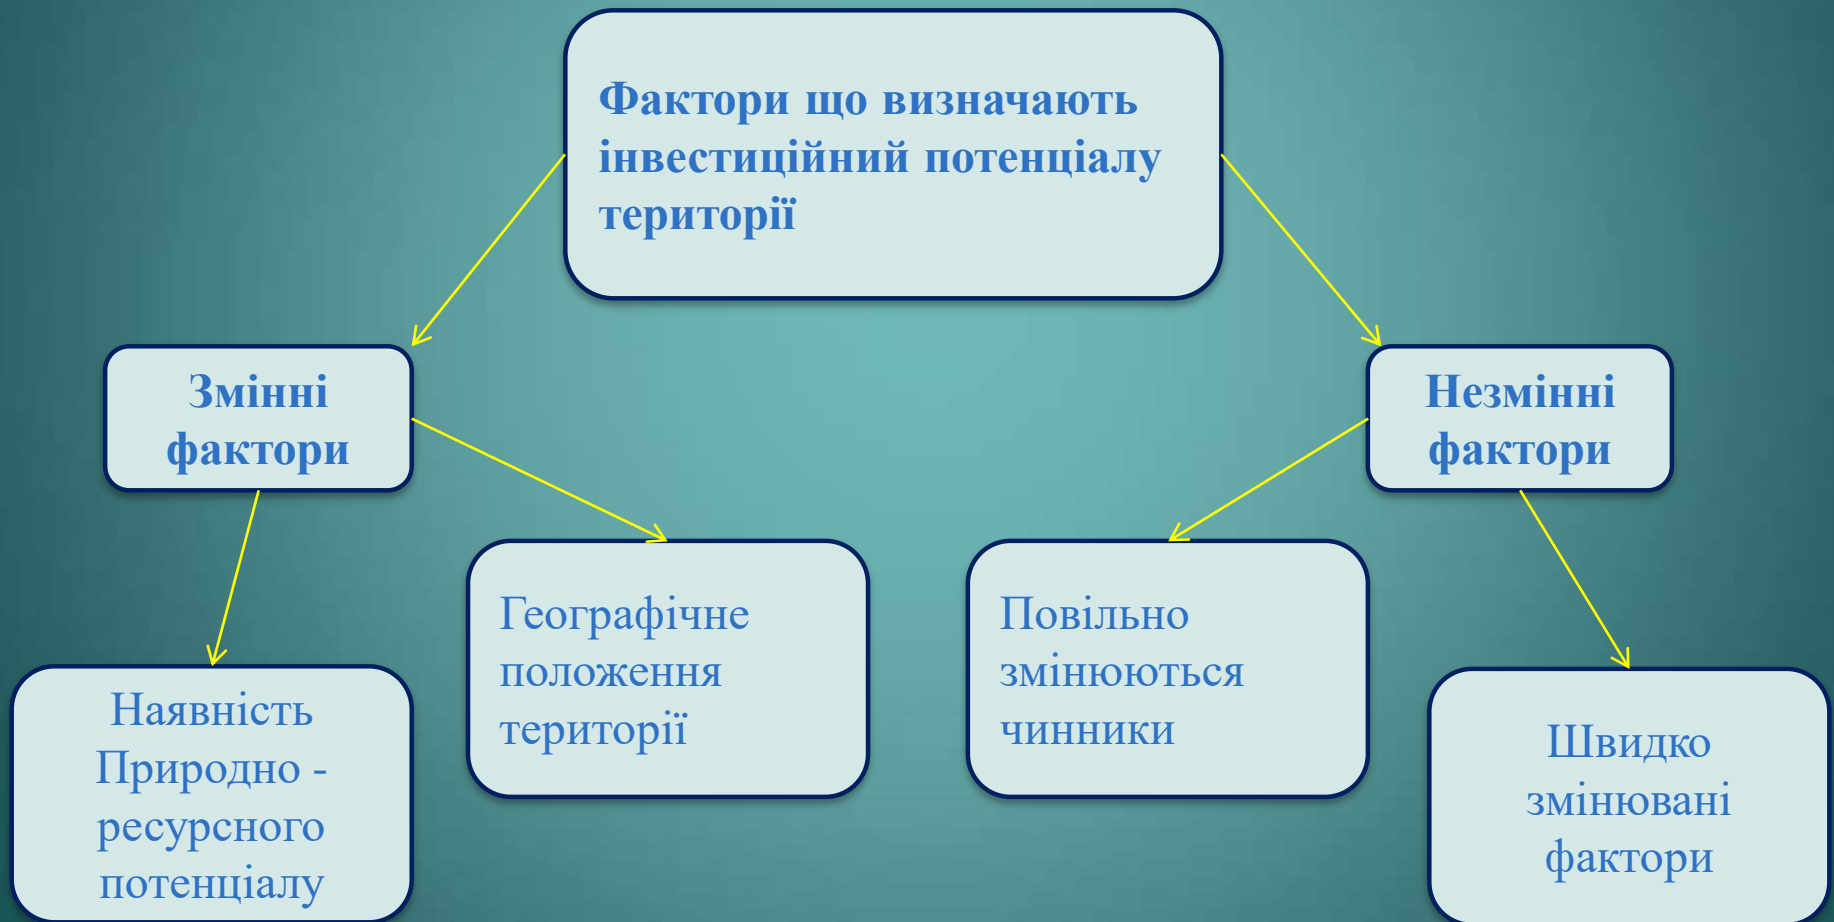 Фактори що визначають
інвестиційний потенціалу
території
Змінні
фактори
Незмінні
фактори
Географічне
положення
території
Повільно
змінюються
чинники
Наявність
Природно -
ресурсного
потенціалу
Швидко
змінювані
фактори